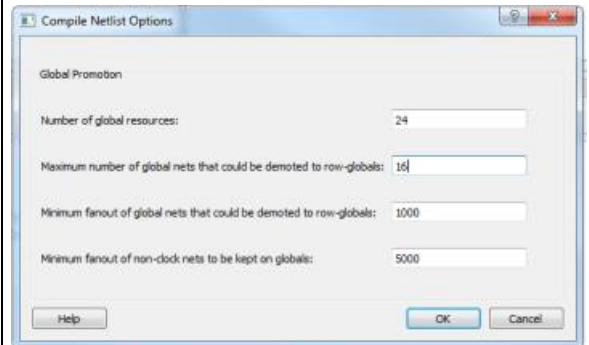 Compile Netlist Options
Global Promotion
Number of global resources: 24
Maximum number of global nets that could be demoted to row-globals: 16
Minimum fanout of global nets that could be demoted to row-globals: 1000
Minimum fanout of non-clock nets to be kept on globals: 5000
Help OK Cancel